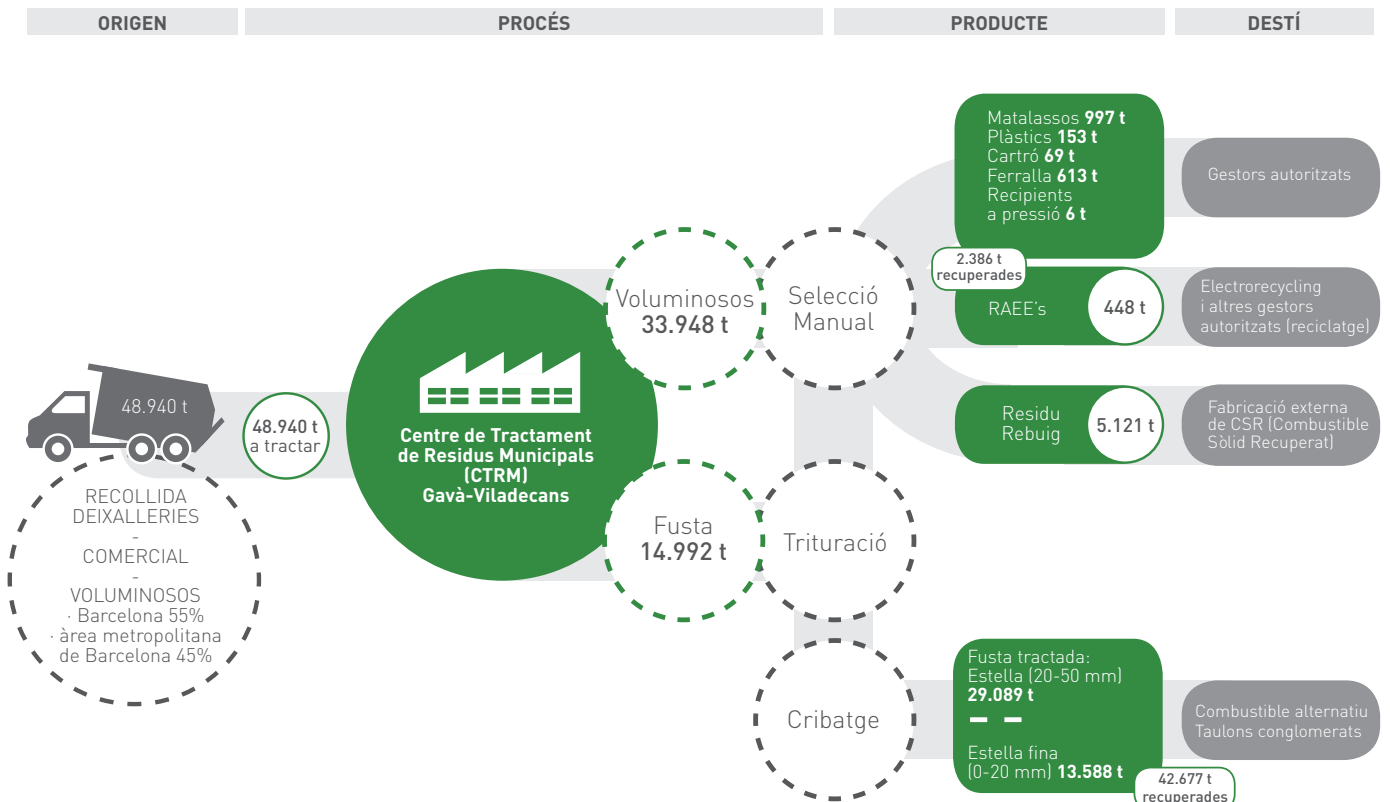 ORIGEN
PROCÉS
PRODUCTE
DESTÍ
48.940 t
RECOLLIDA
DEIXALLERIES
-
COMERCIAL
-
VOLUMINOSOS
· Barcelona 55%
· àrea metropolitana
de Barcelona 45%
48.940 t
a tractar
Centre de Tractament
de Residus Municipals
(CTRM)
Gavà-Viladecans
Voluminosos
33.948 t
Selecció
Manual
Fusta
14.992 t
Trituració
Cribatge
Matalassos 997 t
Plàstics 153 t
Cartró 69 t
Ferralla 613 t
Recipients
a pressió 6 t
2.386 t
recuperades
RAEE's
448 t
Residu
Rebuig
5.121 t
Fusta tractada:
Estella (20-50 mm)
29.089 t
Estella fina
(0-20 mm) 13.588 t
42.677 t
recuperades
Gestors autoritzats
Electrorecycling
i altres gestors
autoritzats (reciclatge)
Fabricació externa
de CSR (Combustible
Sòlid Recuperat)
Combustible alternatiu
Taulons conglomerats